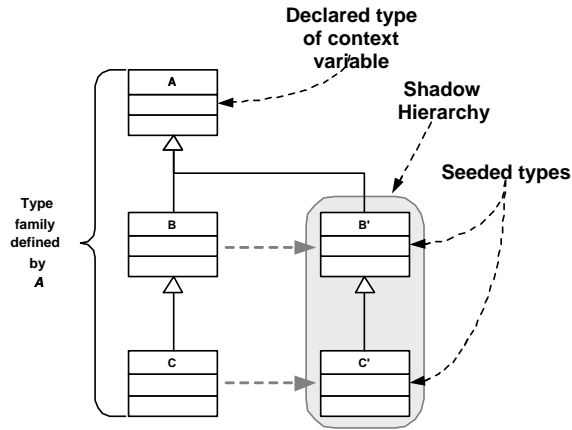 Declared type
of context
variable
A
Shadow
Hierarchy
Seeded types
Type
family
defined
by
A
B
B'
C
C'